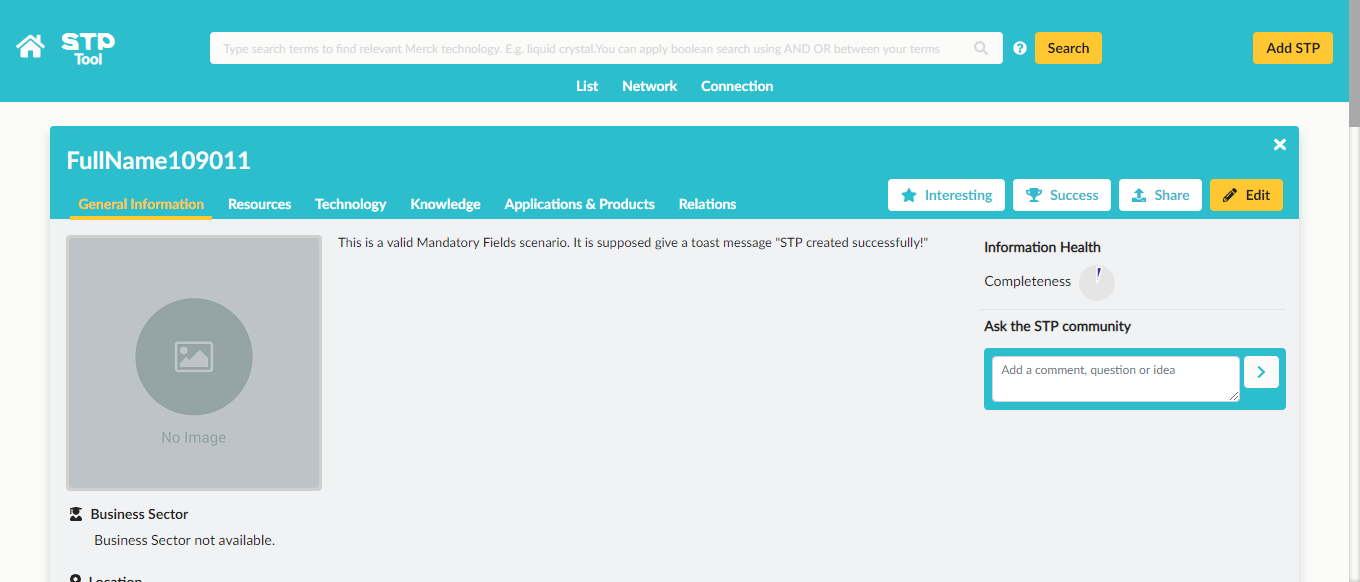 STP
Tool
Type search terms to find relevant Merck technology. E.g. liquid crystal.You can apply boolean search using AND OR between your terms
?
Search
Add STP
List Network Connection
FullName109011
General Information Resources Technology Knowledge Applications & Products Relations
Interesting Success Share Edit
This is a valid Mandatory Fields scenario. It is supposed give a toast message "STP created successfully!"
No Image
Business Sector
Business Sector not available.
Location
Information Health
Completeness
Ask the STP community
Add a comment, question or idea